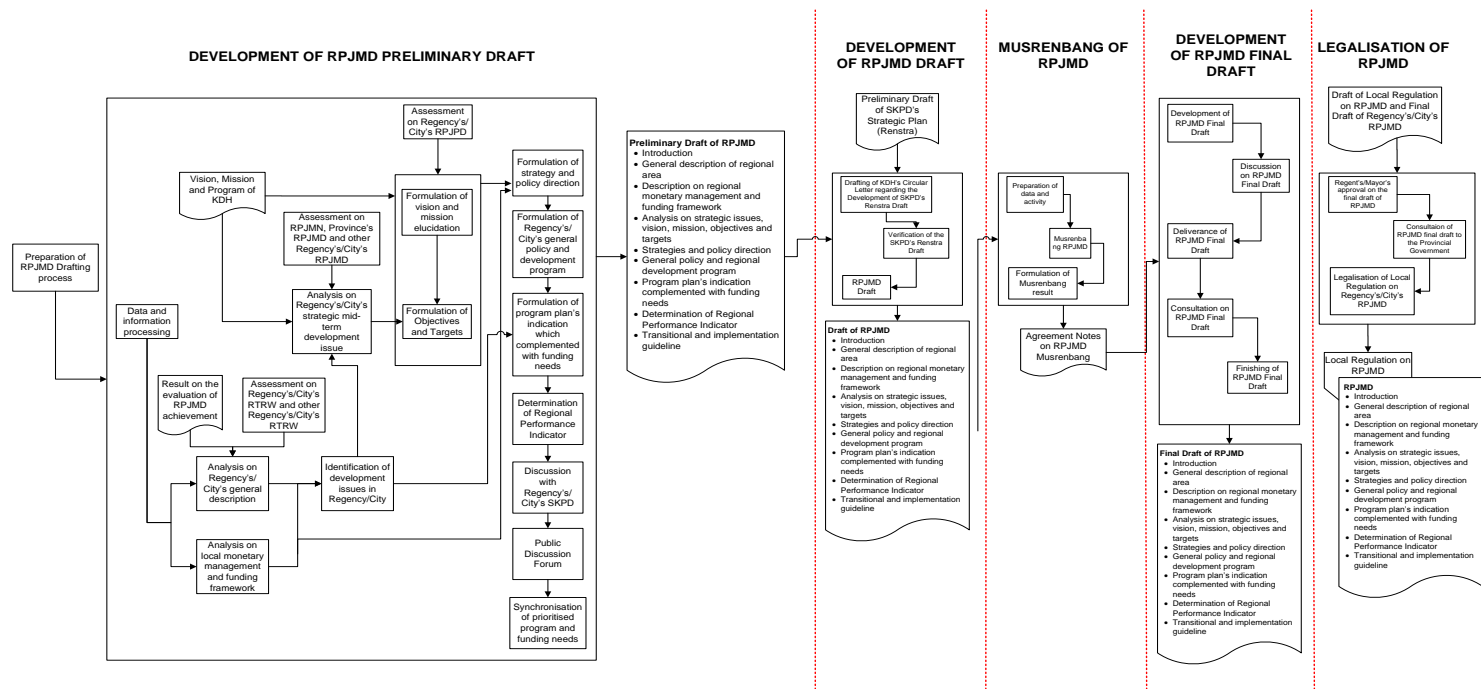 DEVELOPMENT OF RPJMD PRELIMINARY DRAFT
Preparation of
RPJMD Drafting
process
Assessment
on Regency's/
City's RPJPD
Vision, Mission
and Program of
KDH
Formulation of
vision and
mission
elucidation
Assessment on
RPJMN, Province's
RPJMD and other
Regency's/City's
RPJMD
Data and
information
processing
Analysis on
Regency's/City's
strategic mid-
term development
issue
Formulation of
Objectives and
Targets
Result on the
evaluation of
RPJMD
achievement
Assessment on
Regency's/City's
RTRW and other
Regency's/City's
RTRW
Analysis on
Regency's/
City's general
description
Identification of
development
issues in
Regency/City
Analysis on
local monetary
management
and funding
framework
Formulation of
strategy and
policy direction
Formulation of
Regency's/
City's general
policy and
development
program
Formulation of
program plan's
indication
which
complemented
with funding
needs
Determination
of Regional
Performance
Indicator
Discussion
with
Regency's/
City's SKPD
Public
Discussion
Forum
Synchronisation
of prioritised
program and
funding needs
Preliminary Draft of RPJMD
• Introduction
• General description of regional
area
• Description on regional
monetary management and
funding framework
• Analysis on strategic issues,
vision, mission, objectives and
targets
• Strategies and policy direction
• General policy and regional
development program
• Program plan's indication
complemented with funding
needs
• Determination of Regional
Performance Indicator
• Transitional and implementation
guideline
DEVELOPMENT
OF RPJMD DRAFT
Preliminary Draft
of SKPD's
Strategic Plan
(Renstra)
Drafting of KDH's Circular
Letter regarding the
Development of SKPD's
Renstra Draft
Verification of the
SKPD's Renstra
Draft
RPJMD
Draft
Draft of RPJMD
• Introduction
• General description of regional
area
• Description on regional
monetary management and
funding framework
• Analysis on strategic issues,
vision, mission, objectives and
targets
• Strategies and policy direction
• General policy and regional
development program
• Program plan's indication
complemented with funding
needs
• Determination of Regional
Performance Indicator
• Transitional and implementation
guideline
MUSRENBANG OF
RPJMD
Preparation of
data and
activity
Musrenba
ng RPJMD
Formulation of
Musrenbang
result
Agreement Notes
on RPJMD
Musrenbang
DEVELOPMENT
OF RPJMD FINAL
DRAFT
Development of
RPJMD Final
Draft
Discussion
on RPJMD
Final Draft
Deliverance of
RPJMD Final
Draft
Consultation on
RPJMD Final
Draft
Finishing of
RPJMD Final
Draft
Final Draft of RPJMD
• Introduction
• General description of regional
area
• Description on regional monetary
management and funding
framework
• Analysis on strategic issues,
vision, mission, objectives and
targets
• Strategies and policy direction
• General policy and regional
development program
• Program plan's indication
complemented with funding
needs
• Determination of Regional
Performance Indicator
• Transitional and implementation
guideline
LEGALISATION OF
RPJMD
Draft of Local Regulation
on RPJMD and Final
Draft of Regency's/City's
RPJMD
Regent's/Mayor's
approval on the
final draft of
RPJMD
Consultaion of
RPJMD final draft to
the Provincial
Government
Legalisation of Local
Regulation on
Regency's/City's
RPJMD
Local Regulation on
RPJMD
RPJMD
• Introduction
• General description of regional
area
• Description on regional monetary
management and funding
framework
• Analysis on strategic issues,
vision, mission, objectives and
targets
• Strategies and policy direction
• General policy and regional
development program
• Program plan's indication
complemented with funding
needs
• Determination of Regional
Performance Indicator
• Transitional and implementation
guideline